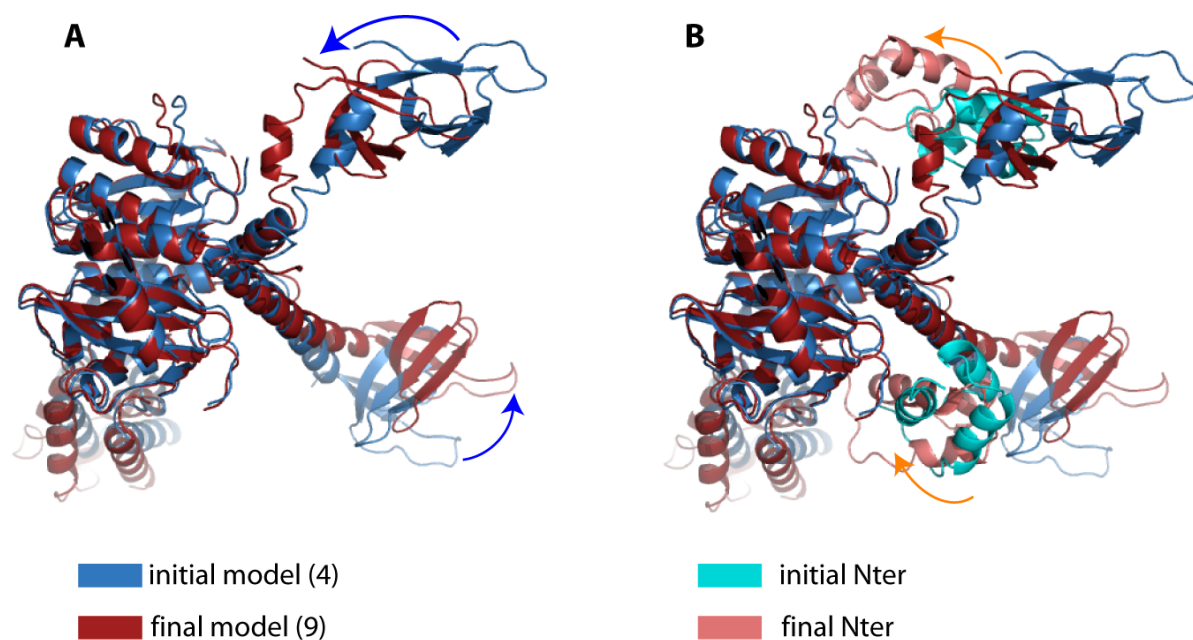 A
B
initial model (4)
initial Nter
final model (9)
final Nter